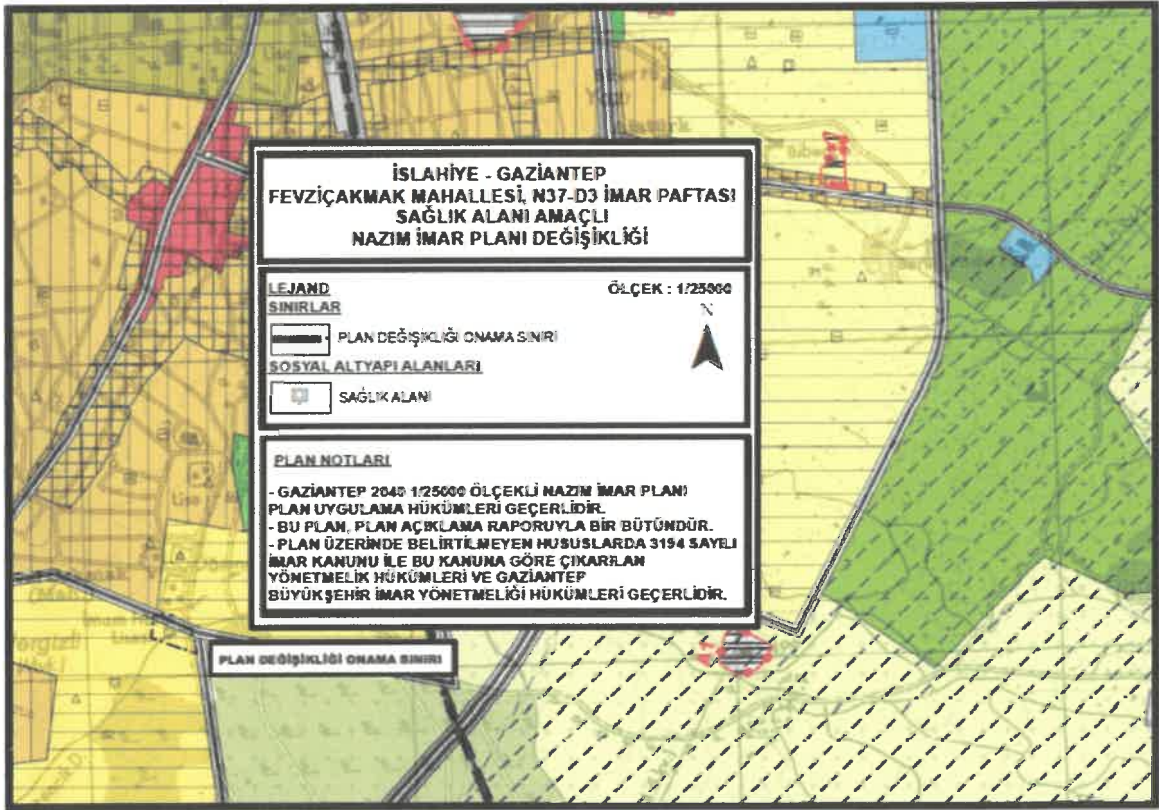 İSLAHİYE - GAZİANTEP
FEVZİÇAKMAK MAHALLESİ, N37-D3 İMAR PAFTASI
SAĞLIK ALANI AMAÇLI
NAZIM İMAR PLANI DEĞİŞİKLİĞİ
LEJAND
ÖLÇEK : 1/25000
SINIRLAR
N
PLAN DEĞİŞİKLİĞİ ONAMA SINIRI
SOSYAL ALTYAPI ALANLARI
SAĞLIK ALANI
PLAN NOTLARI
- GAZİANTEP 2040 1/25000 ÖLÇEKLİ NAZIM İMAR PLANI
PLAN UYGULAMA HÜKÜMLERİ GEÇERLİDİR.
- BU PLAN, PLAN AÇIKLAMA RAPORUYLA BİR BÜTÜNDÜR.
- PLAN ÜZERİNDE BELİRTİLMEYEN HUSUSLARDA 3194 SAYILI
İMAR KANUNU İLE BU KANUNA GÖRE ÇIKARILAN
YÖNETMELİK HÜKÜMLERİ VE GAZİANTEP
BÜYÜKŞEHİR İMAR YÖNETMELİĞİ HÜKÜMLERİ GEÇERLİDİR.
PLAN DEĞİŞİKLİĞİ ONAMA SINIRI